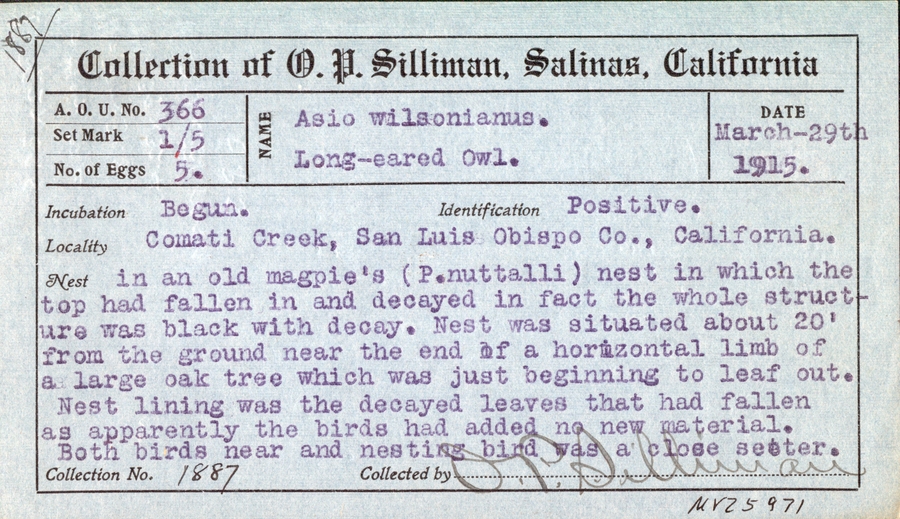 1887
Collection of O. P. Silliman, Salinas, California
A. O. U. No. 366
Set Mark 1/5
No. of Eggs 5.
NAME
Asio wilsonianus.
Long-eared Owl.
DATE
March-29th
1915.
Incubation Begun.
Identification Positive.
Locality Comati Creek, San Luis Obispo Co., California.
Nest in an old magpie's (P.nuttalli) nest in which the
top had fallen in and decayed in fact the whole struct-
ure was black with decay. Nest was situated about 20'
from the ground near the end of a horizontal limb of
a large oak tree which was just beginning to leaf out.
Nest lining was the decayed leaves that had fallen
as apparently the birds had added no new material.
Both birds near and nesting bird was a close seeter.
Collection No. 1887
Collected by O. P. Silliman
MVZ 5971